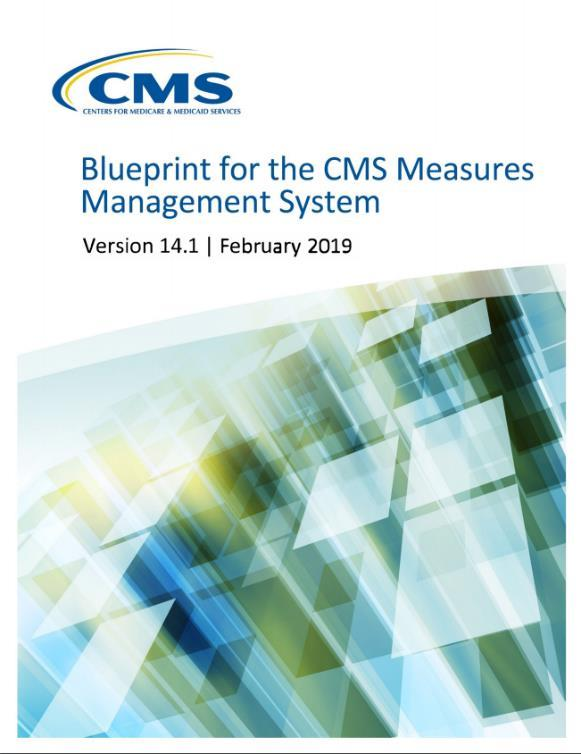 CMS
CENTERS FOR MEDICARE & MEDICAID SERVICES
Blueprint for the CMS Measures
Management System
Version 14.1 | February 2019